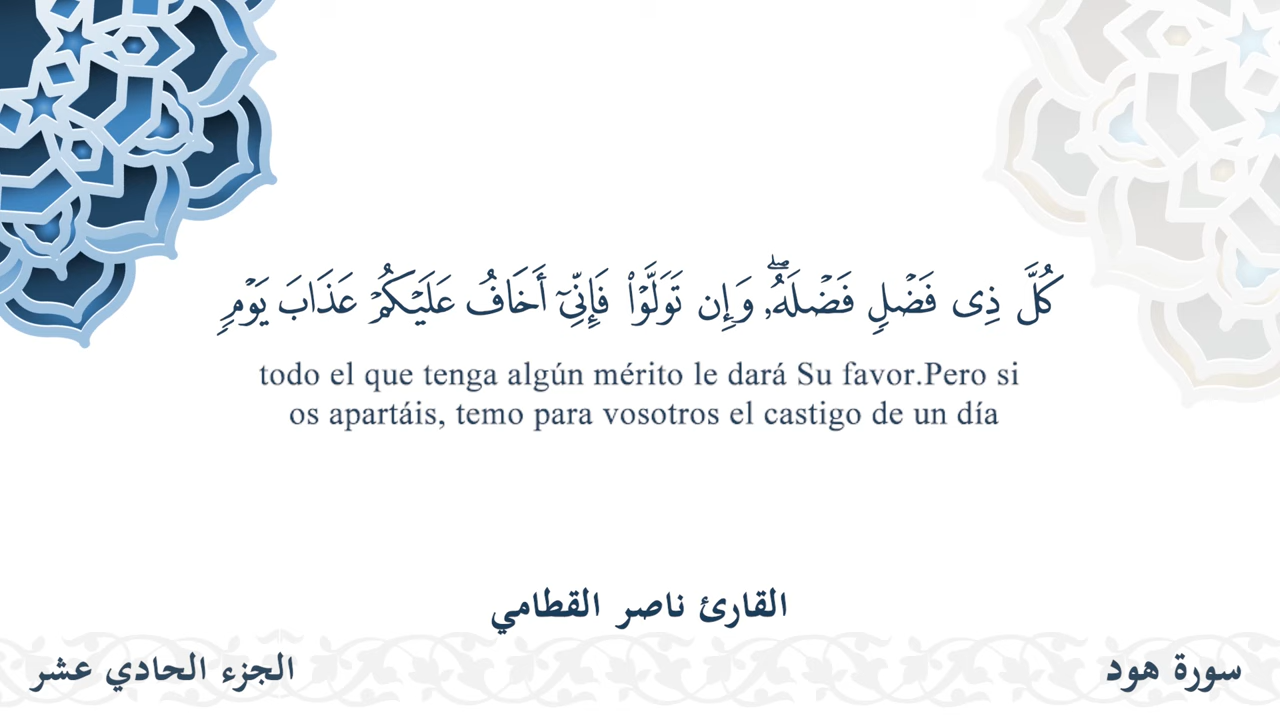 كُلَّ ذِى فَضْلٍ فَضْلَهُۥ ۖ وَإِن تَوَلَّوْا۟ فَإِنِّىٓ أَخَافُ عَلَيْكُمْ عَذَابَ يَوْمٍ
todo el que tenga algún mérito le dará Su favor.Pero si
os apartáis, temo para vosotros el castigo de un día
القارئ ناصر القطامي
سورة هود
الجزء الحادي عشر